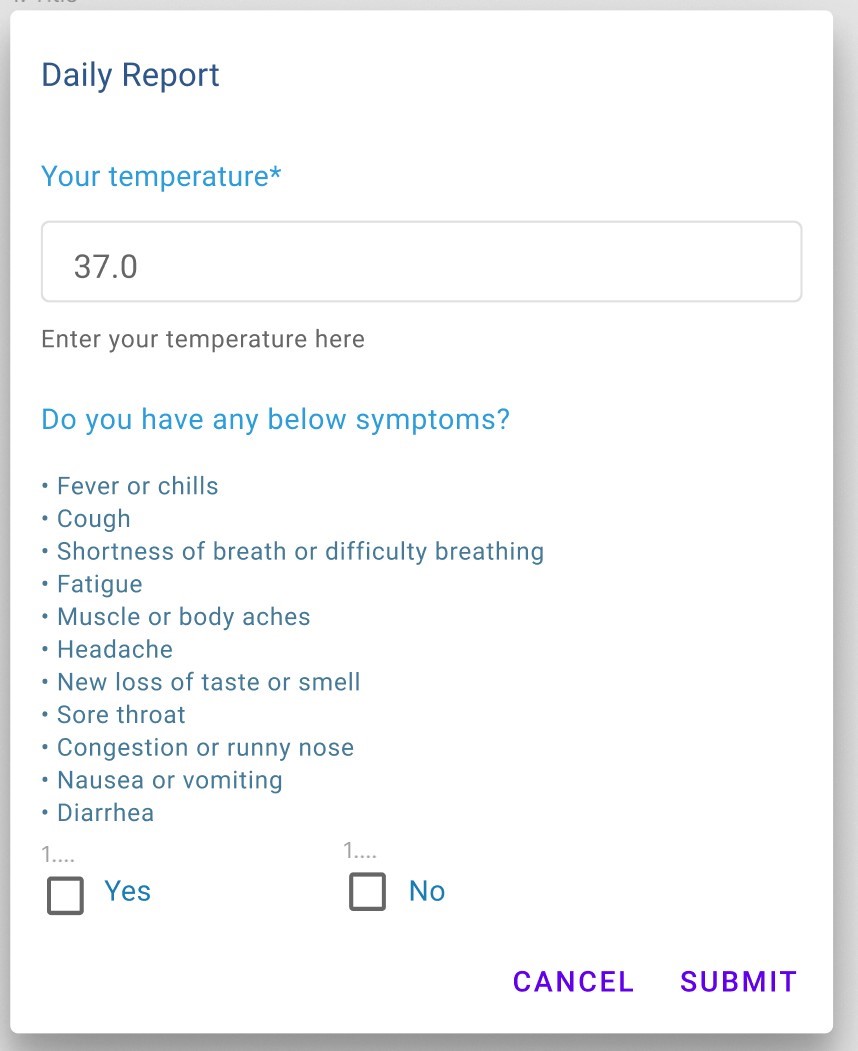 Daily Report
Your temperature*
37.0
Enter your temperature here
Do you have any below symptoms?
• Fever or chills
• Cough
• Shortness of breath or difficulty breathing
• Fatigue
• Muscle or body aches
• Headache
• New loss of taste or smell
• Sore throat
• Congestion or runny nose
• Nausea or vomiting
• Diarrhea
1.... 1....
Yes No
CANCEL SUBMIT